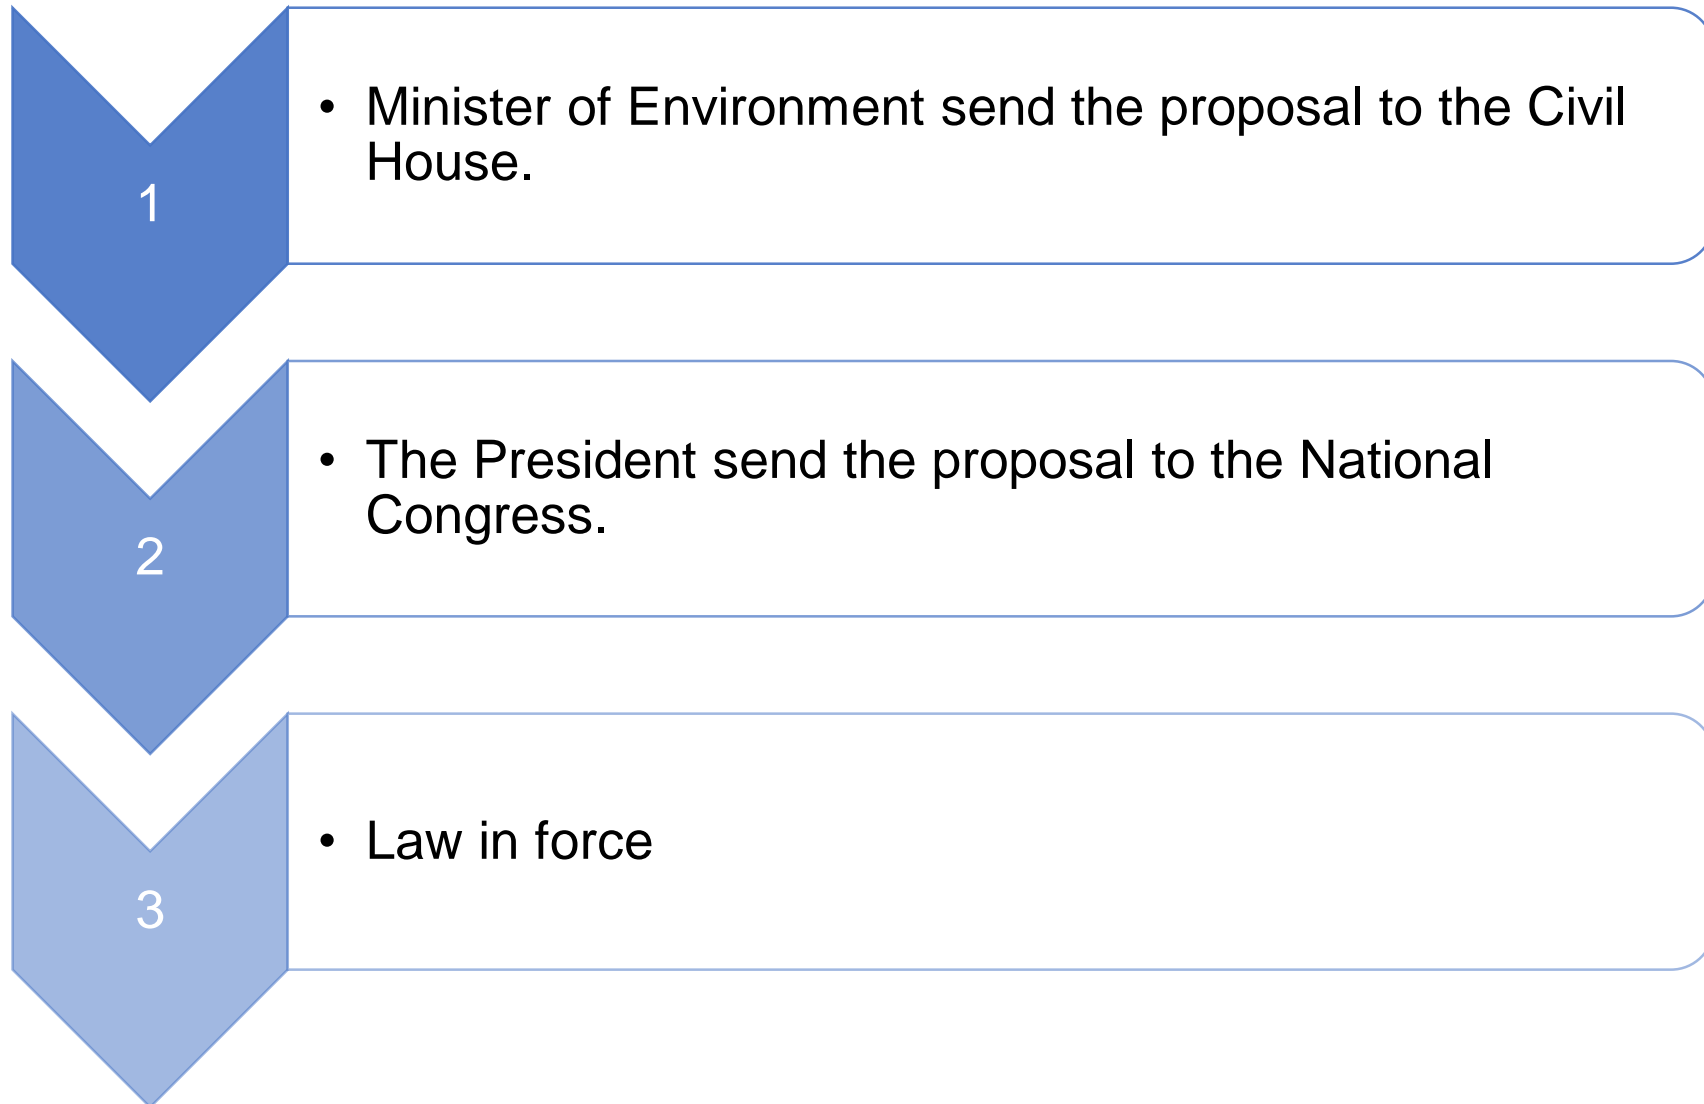 1
• Minister of Environment send the proposal to the Civil
House.
2
• The President send the proposal to the National
Congress.
3
• Law in force